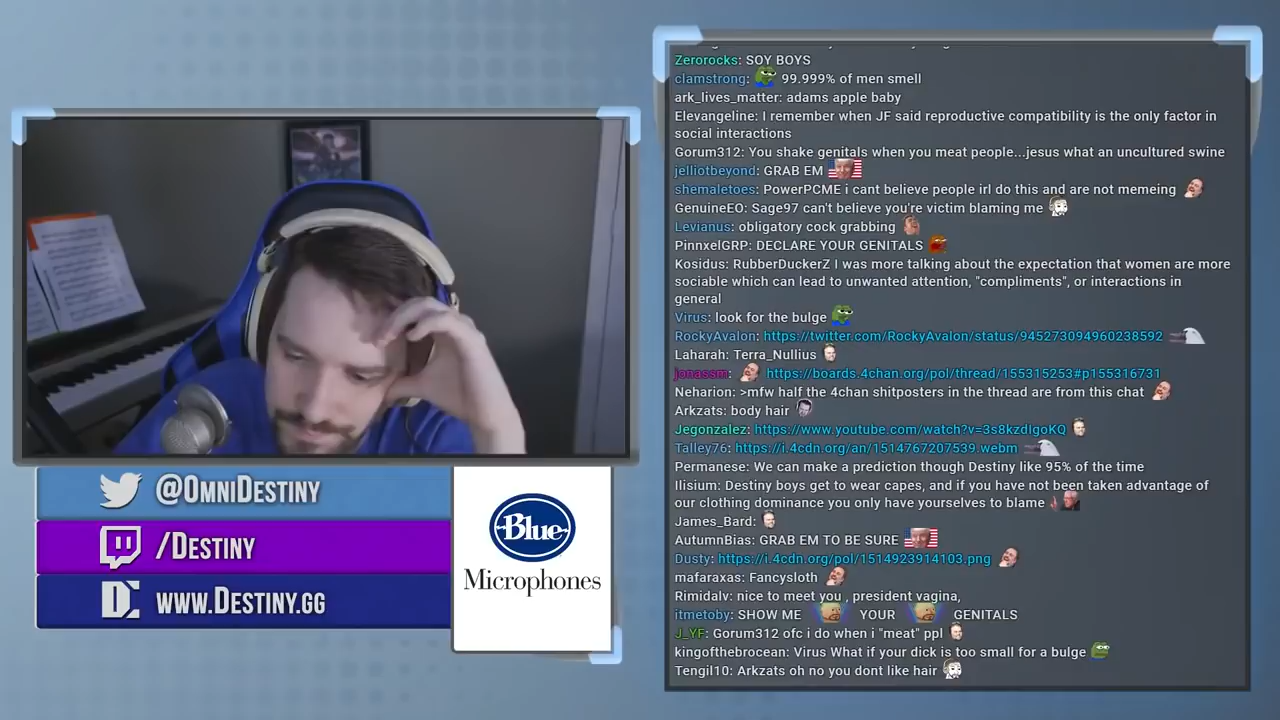 Zerorocks: SOY BOYS
clamstrong: 99.999% of men smell
ark_lives_matter: adams apple baby
Elevangeline: I remember when JF said reproductive compatibility is the only factor in
social interactions
Gorum312: You shake genitals when you meat people...jesus what an uncultured swine
jelliotbeyond: GRAB EM
shemaletoes: PowerPCME i cant believe people irl do this and are not memeing
GenuineEO: Sage97 can't believe you're victim blaming me
Levianus: obligatory cock grabbing
PinnxelGRP: DECLARE YOUR GENITALS
Kosidus: RubberDuckerZ I was more talking about the expectation that women are more
sociable which can lead to unwanted attention, "compliments", or interactions in
general
Virus: look for the bulge
RockyAvalon: https://twitter.com/RockyAvalon/status/945273094960238592
Laharah: Terra_Nullius
jonassm: https://boards.4chan.org/pol/thread/155315253#p155316731
Neharion: >mfw half the 4chan shitposters in the thread are from this chat
Arkzats: body hair
Jegonzalez: https://www.youtube.com/watch?v=3s8kzdIgoKQ
Talley76: https://i.4cdn.org/an/1514767207539.webm
Permanese: We can make a prediction though Destiny like 95% of the time
Ilisium: Destiny boys get to wear capes, and if you have not been taken advantage of
our clothing dominance you only have yourselves to blame
James_Bard:
AutumnBias: GRAB EM TO BE SURE
Dusty: https://i.4cdn.org/pol/1514923914103.png
mafaraxas: Fancysloth
Rimidalv: nice to meet you , president vagina,
itmetoby: SHOW ME YOUR GENITALS
J_YF: Gorum312 ofc i do when i "meat" ppl
kingofthebrocean: Virus What if your dick is too small for a bulge
Tengil10: Arkzats oh no you dont like hair
@OmniDestiny
/Destiny
www.Destiny.gg
Blue
Microphones